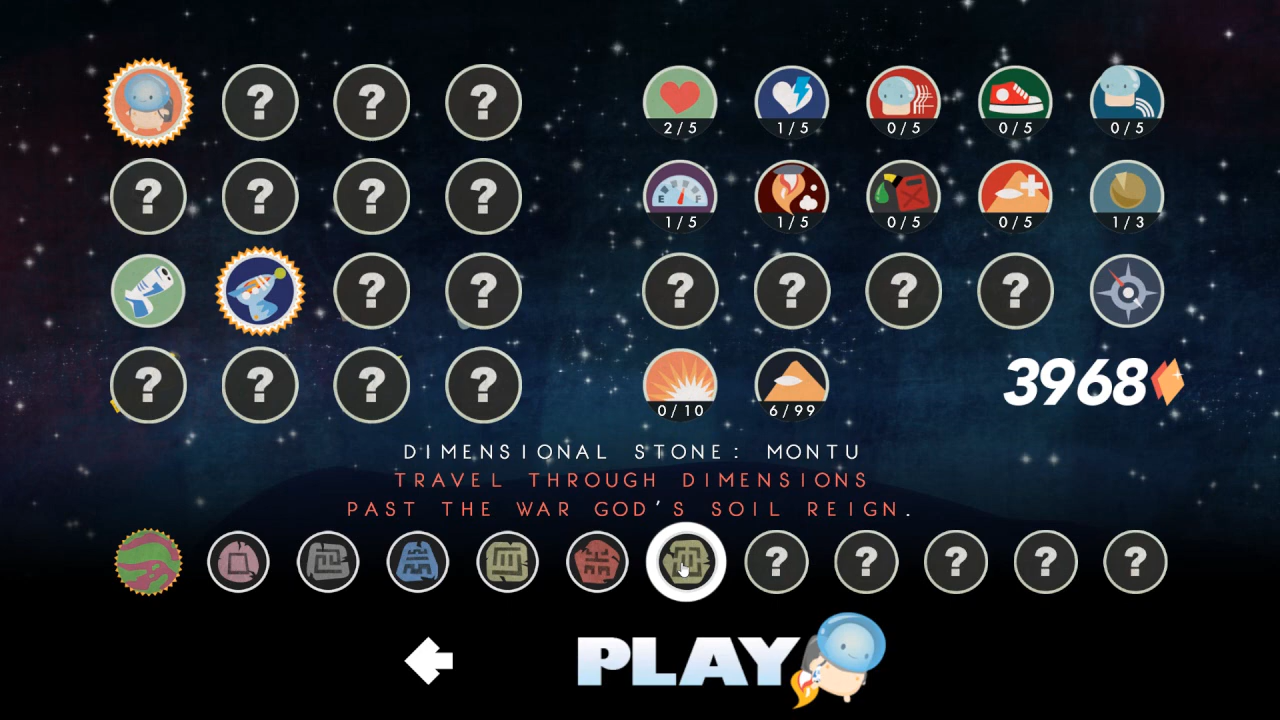 ? ? ?
2/5 1/5 0/5 0/5 0/5
? ? ? ?
E F
1/5 1/5 0/5 0/5 1/3
? ?
? ? ? ?
? ? ? ?
0/10 6/99
3968
DIMENSIONAL STONE: MONTU
TRAVEL THROUGH DIMENSIONS
PAST THE WAR GOD'S SOIL REIGN.
? ? ? ? ?
PLAY